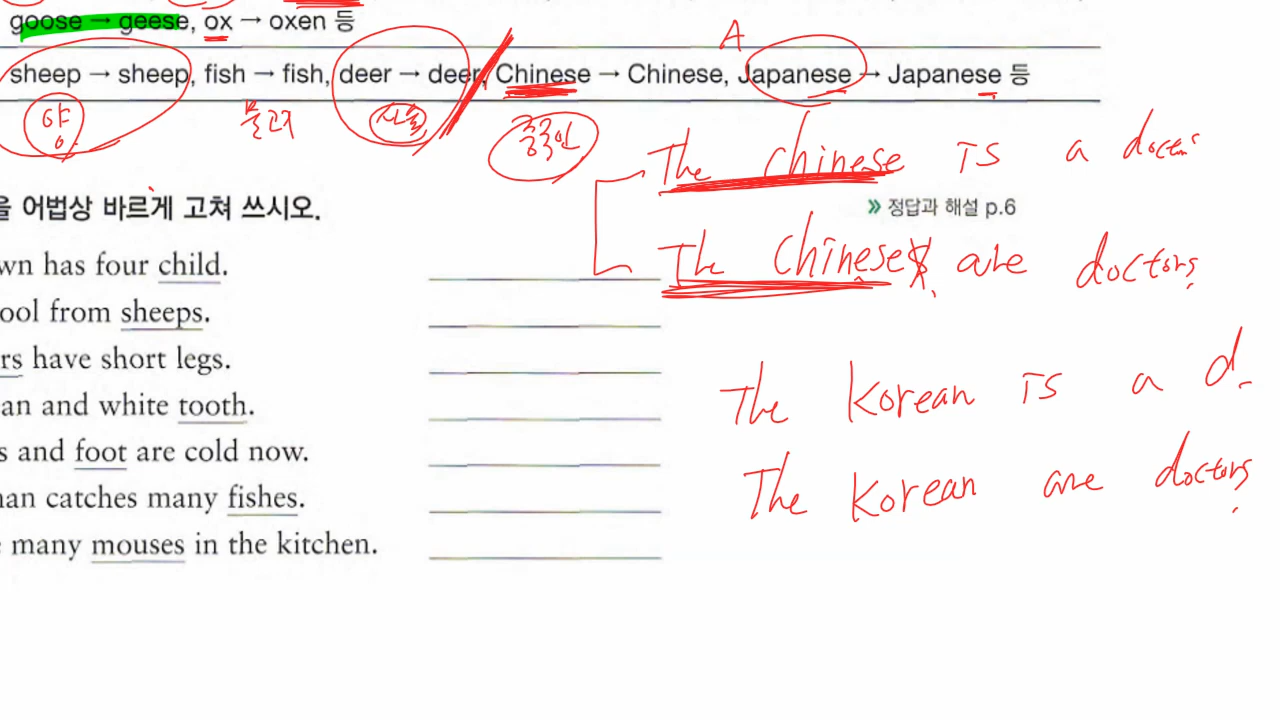 goose → geese, ox → oxen 등
A
sheep → sheep, fish → fish, deer → deer, Chinese → Chinese, Japanese → Japanese 등
양 물고기 사슴 중국인
The chinese is a
을 어법상 바르게 고쳐 쓰시오.
» 정답과 해설 p.6
wn has four child.
The chinese are doctors
ool from sheeps.
rs have short legs.
The korean is a d
an and white tooth.
s and foot are cold now.
The korean are doctors
nan catches many fishes.
e many mouses in the kitchen.